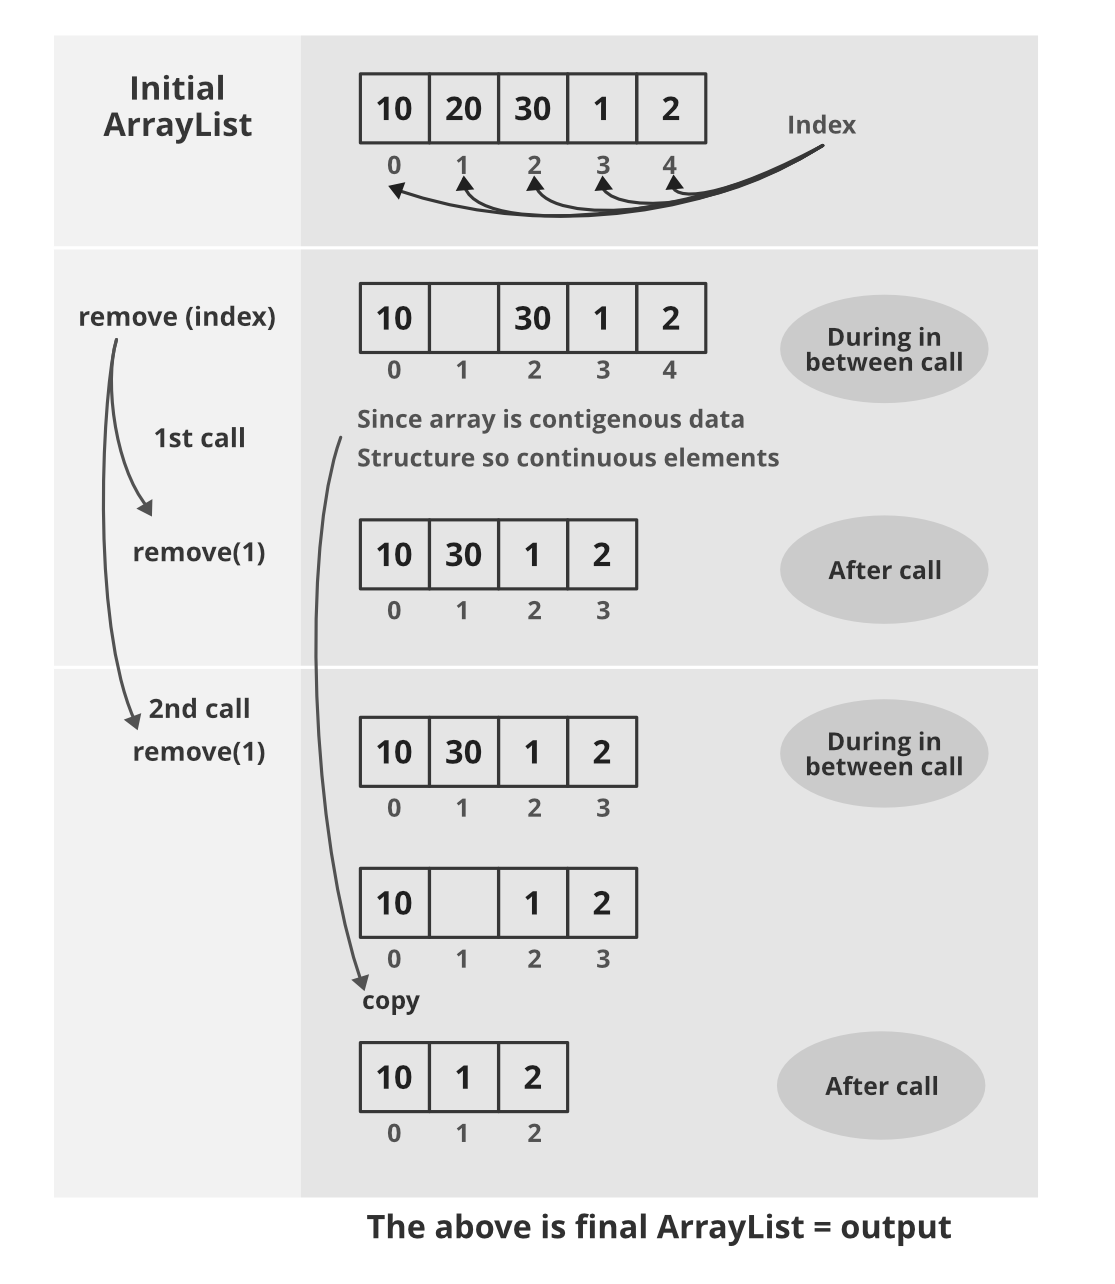 Initial
ArrayList
10 20 30 1 2
0 1 2 3 4
Index
remove (index)
10 30 1 2
0 1 2 3 4
During in
between call
1st call
Since array is contigenous data
Structure so continuous elements
remove(1)
10 30 1 2
0 1 2 3
After call
2nd call
remove(1)
10 30 1 2
0 1 2 3
During in
between call
10 1 2
0 1 2 3
copy
10 1 2
0 1 2
After call
The above is final ArrayList = output